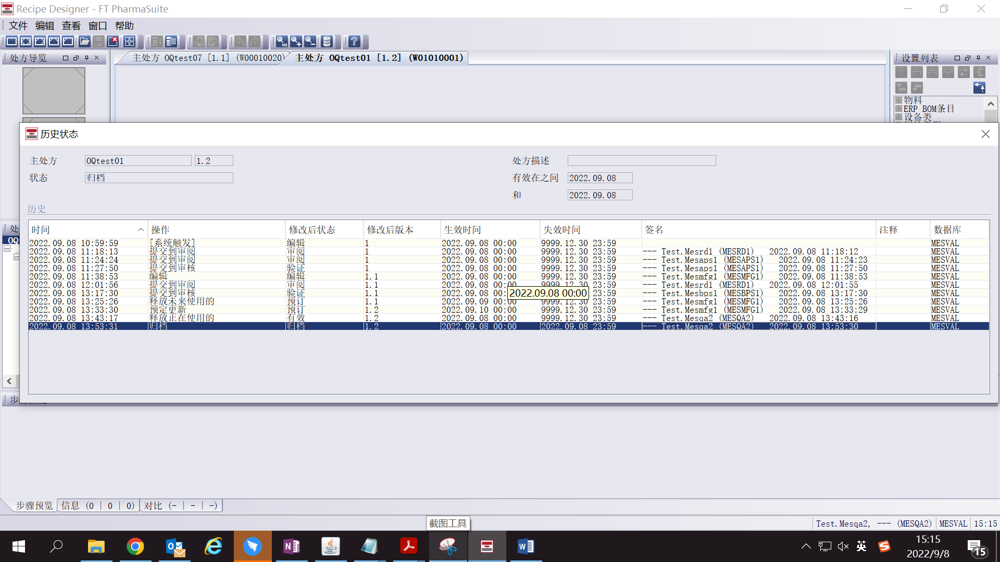 Recipe Designer - FT PharmaSuite
文件 编辑 查看 窗口 帮助
处方导览
主处方 OQtest07 [1.1] (W00010020)
主处方 OQtest01 [1.2] (W01010001)
设置列表
物料
ERP BOM条目
设备类
历史状态
主处方 OQtest01 1.2
处方描述
状态 归档
有效在之间 2022.09.08
和 2022.09.08
历史
时间 操作 修改后状态 修改后版本 生效时间 失效时间 签名 注释 数据库
2022.09.08 10:59:59 [系统触发] 编辑 1 2022.09.08 00:00 9999.12.30 23:59 MESVAL
2022.09.08 11:18:13 提交到审阅 审阅 1 2022.09.08 00:00 9999.12.30 23:59 --- Test.Mesrd1 (MESRD1) 2022.09.08 11:18:12 MESVAL
2022.09.08 11:24:24 提交到审阅 审阅 1 2022.09.08 00:00 9999.12.30 23:59 --- Test.Mesaps1 (MESAPS1) 2022.09.08 11:24:23 MESVAL
2022.09.08 11:27:50 提交到审核 验证 1 2022.09.08 00:00 9999.12.30 23:59 --- Test.Mesaps1 (MESAPS1) 2022.09.08 11:27:50 MESVAL
2022.09.08 11:38:53 编辑 编辑 1.1 2022.09.08 00:00 9999.12.30 23:59 --- Test.Mesmfg1 (MESMFG1) 2022.09.08 11:38:53 MESVAL
2022.09.08 12:01:56 提交到审阅 审阅 1.1 2022.09.08 00:00 9999.12.30 23:59 --- Test.Mesrd1 (MESRD1) 2022.09.08 12:01:55 MESVAL
2022.09.08 13:17:30 提交到审核 验证 1.1 2022.09.08 00: 23:59 --- Test.Mesbps1 (MESBPS1) 2022.09.08 13:17:30 MESVAL
2022.09.08 00:00
2022.09.08 13:25:26 释放未来使用的 预订 1.1 2022.09.09 00:00 9999.12.30 23:59 --- Test.Mesmfg1 (MESMFG1) 2022.09.08 13:25:26 MESVAL
2022.09.08 13:33:30 预定更新 预订 1.2 2022.09.10 00:00 9999.12.30 23:59 --- Test.Mesmfg1 (MESMFG1) 2022.09.08 13:33:29 MESVAL
2022.09.08 13:43:17 释放正在使用的 有效 1.2 2022.09.08 00:00 9999.12.30 23:59 --- Test.Mesqa2 (MESQA2) 2022.09.08 13:43:16 MESVAL
2022.09.08 13:53:31 归档 归档 1.2 2022.09.08 00:00 2022.09.08 23:59 --- Test.Mesqa2 (MESQA2) 2022.09.08 13:53:30 MESVAL
处
OQ
步
步骤预览 信息 (0 | 0 | 0) 对比 (- | - | -)
截图工具
Test.Mesqa2, --- (MESQA2) MESVAL 15:15
英
15:15
2022/9/8
15